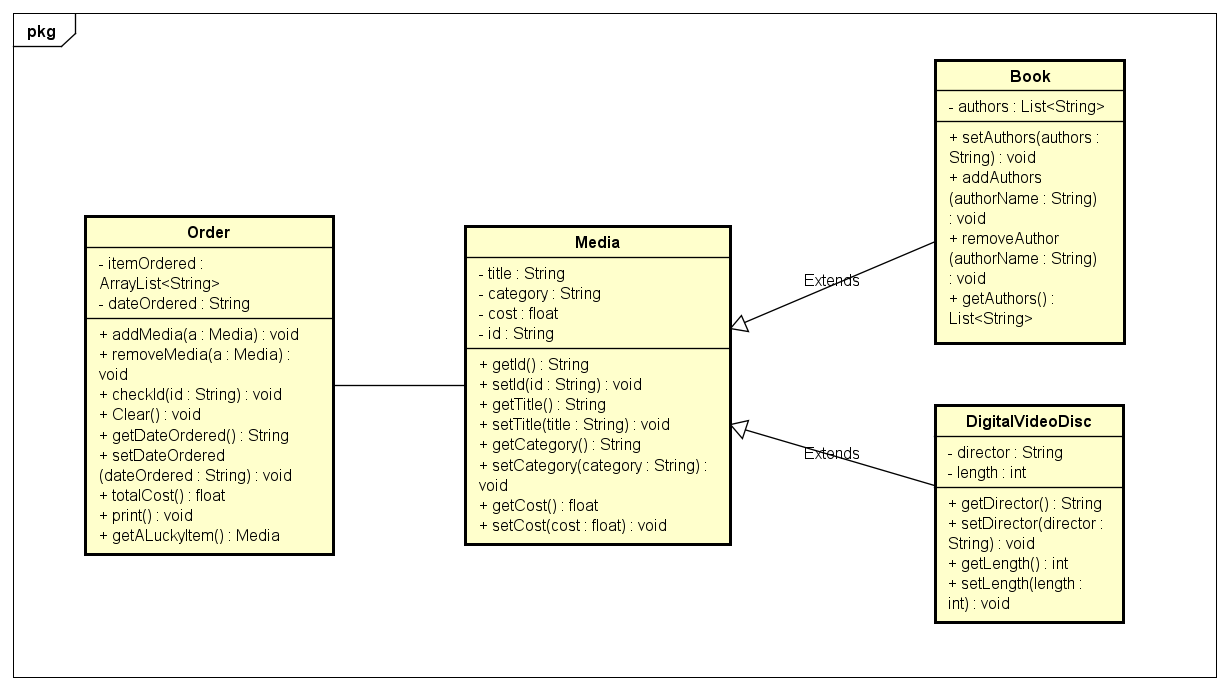 pkg
Order
- itemOrdered :
ArrayList<String>
- dateOrdered : String
+ addMedia(a : Media) : void
+ removeMedia(a : Media) :
void
+ checkId(id : String) : void
+ Clear() : void
+ getDateOrdered() : String
+ setDateOrdered
(dateOrdered : String) : void
+ totalCost() : float
+ print() : void
+ getALuckyItem() : Media
Media
- title : String
- category : String
- cost : float
- id : String
+ getId() : String
+ setId(id : String) : void
+ getTitle() : String
+ setTitle(title : String) : void
+ getCategory() : String
+ setCategory(category : String) :
void
+ getCost() : float
+ setCost(cost : float) : void
Extends
Extends
Book
- authors : List<String>
+ setAuthors(authors :
String) : void
+ addAuthors
(authorName : String)
: void
+ removeAuthor
(authorName : String)
: void
+ getAuthors() :
List<String>
DigitalVideoDisc
- director : String
- length : int
+ getDirector() : String
+ setDirector(director :
String) : void
+ getLength() : int
+ setLength(length :
int) : void